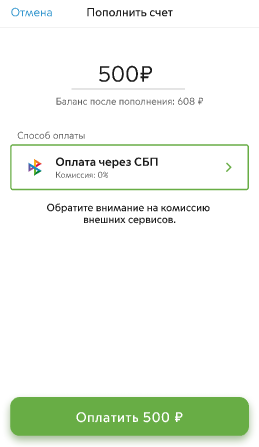 Отмена Пополнить счет
500₽
Баланс после пополнения: 608 ₽
Способ оплаты
Оплата через СБП
Комиссия: 0%
Обратите внимание на комиссию
внешних сервисов.
Оплатить 500 ₽